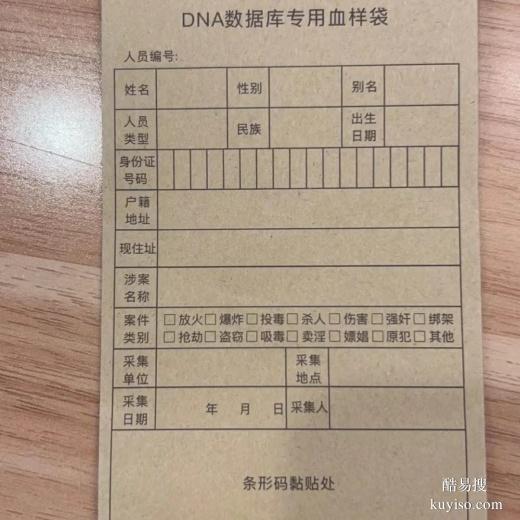 DNA数据库专用血样袋
人员编号:
姓名 性别 别名
人员类型 民族 出生日期
身份证号码
户籍地址
现住址
涉案名称
案件类别 □放火□爆炸□投毒□杀人□伤害□强奸□绑架
□抢劫□盗窃□吸毒□卖淫□嫖娼□原犯□其他
采集单位 采集地点
采集日期 年 月 日 采集人
条形码黏贴处
酷易搜
kuyiso.com